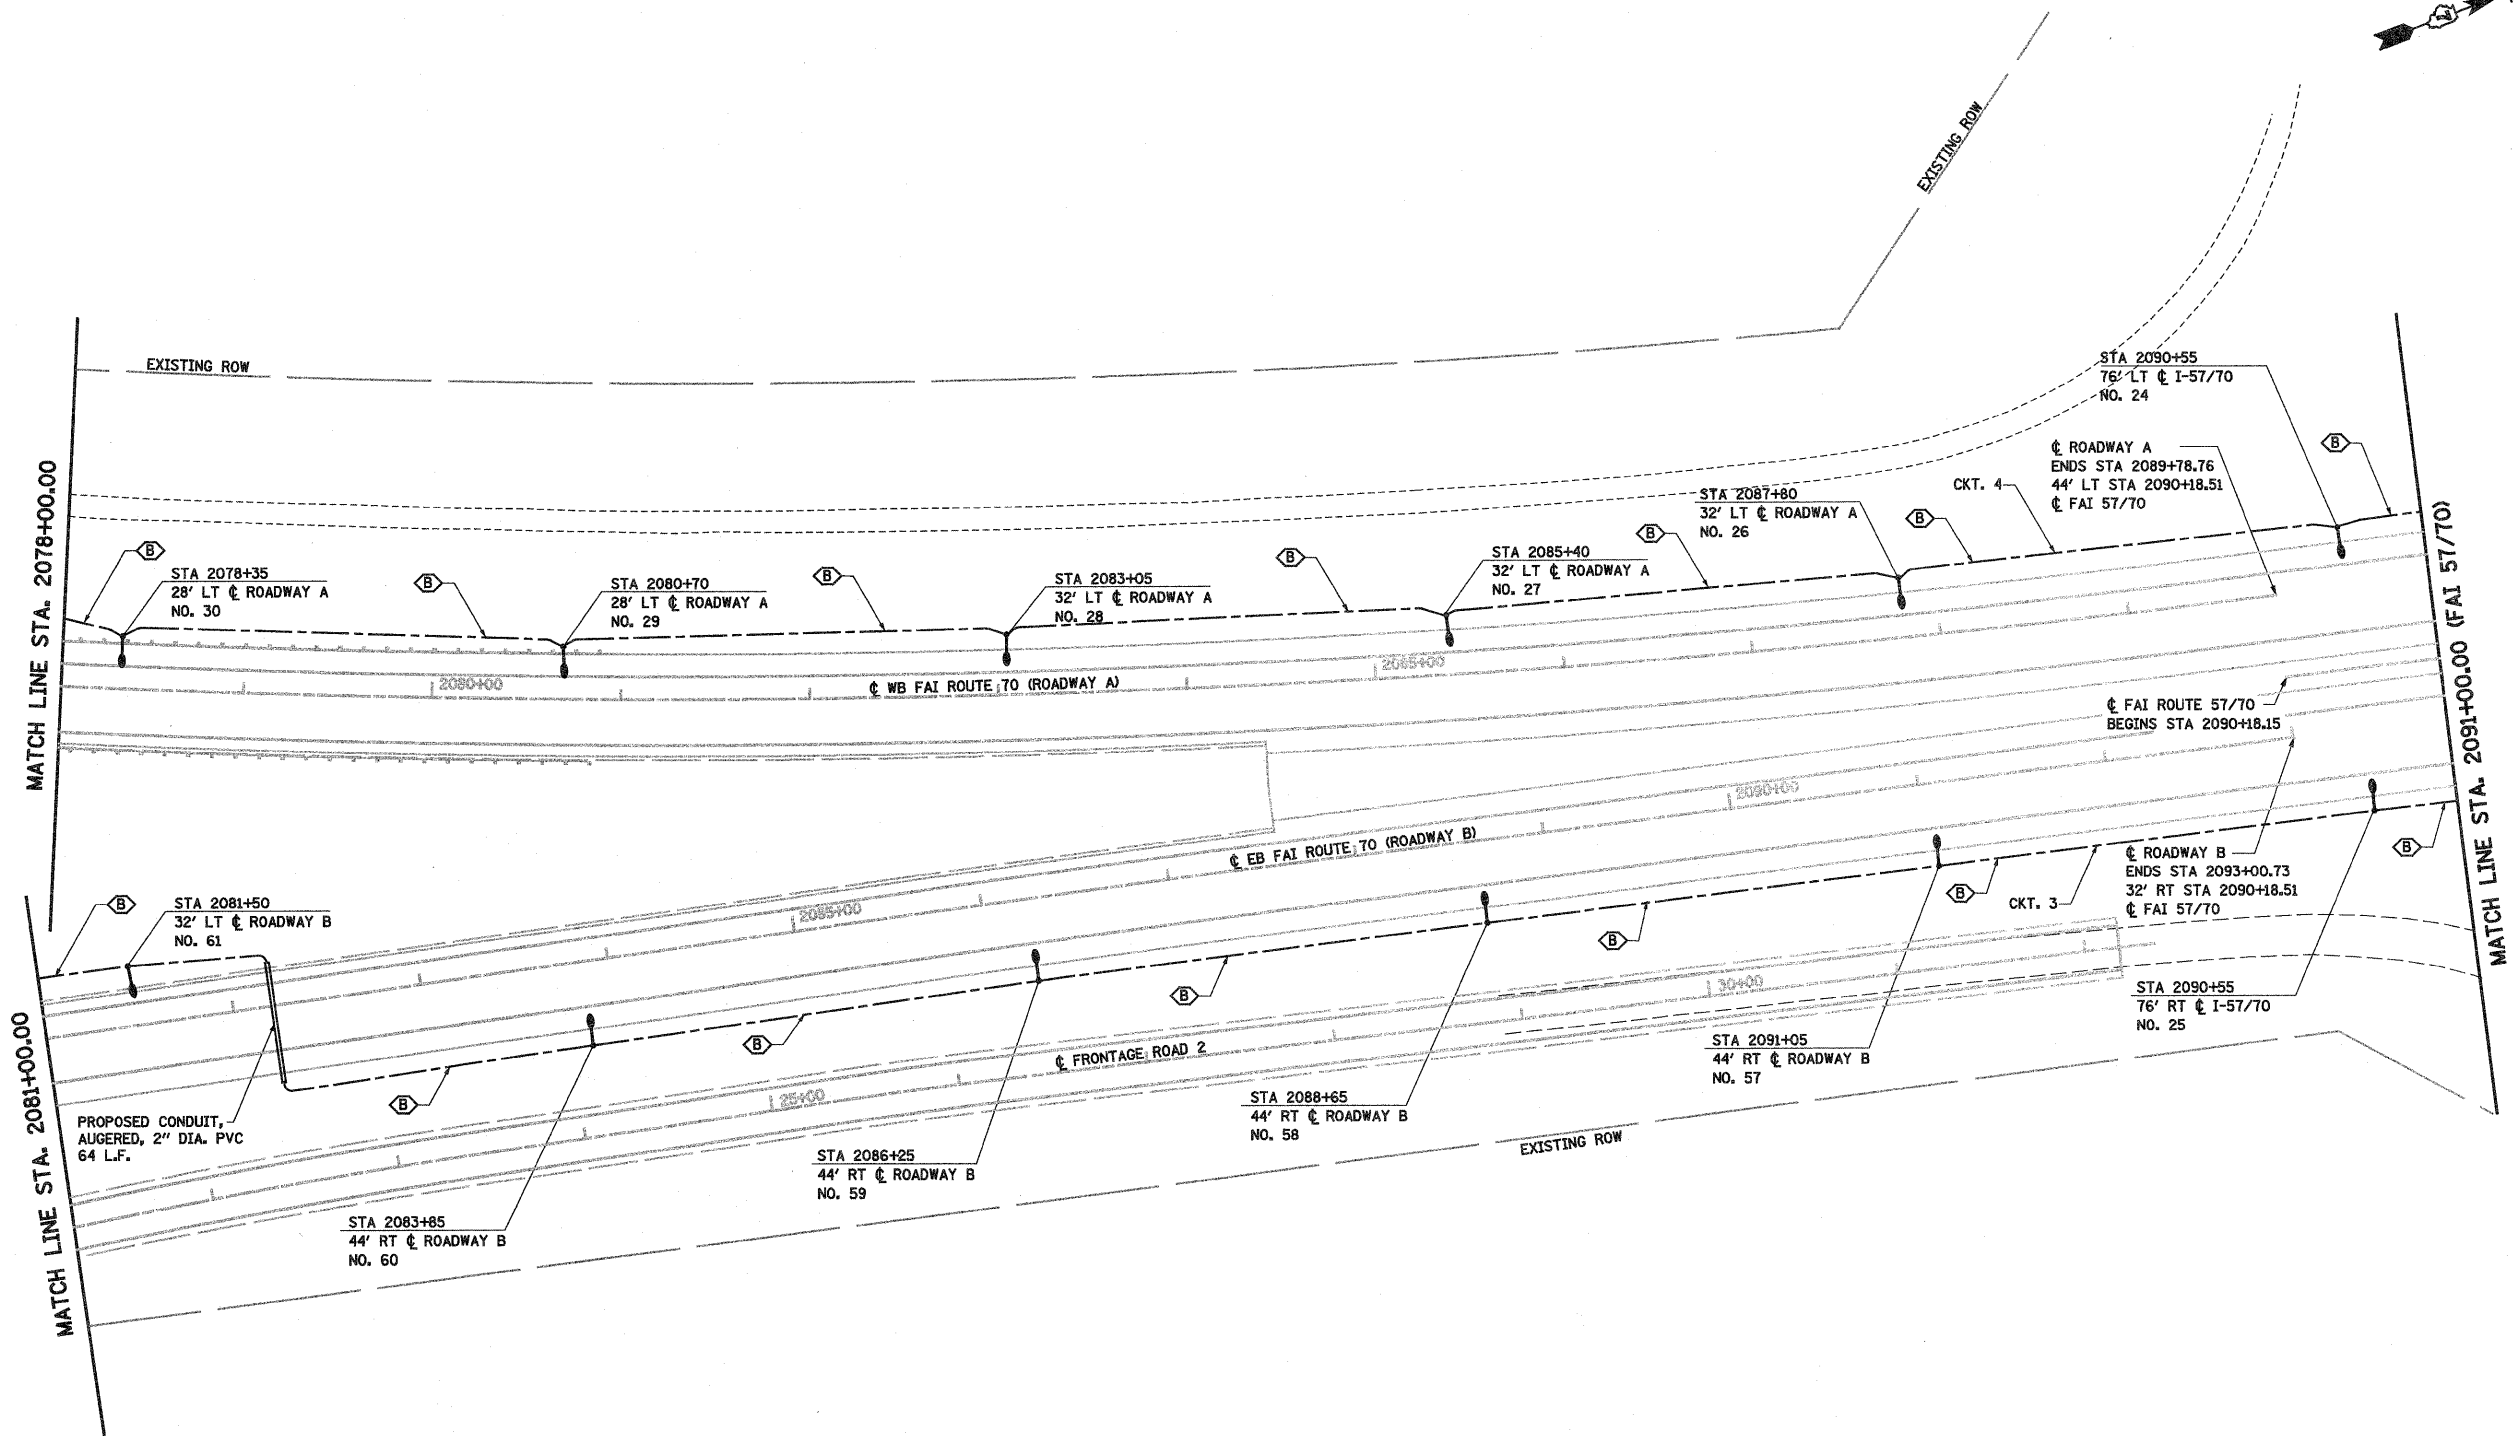 EXISTING ROW
EXISTING ROW
MATCH LINE STA. 2078+00.00
B
STA 2078+35
28' LT ℄ ROADWAY A
NO. 30
B
STA 2080+70
28' LT ℄ ROADWAY A
NO. 29
B
STA 2083+05
32' LT ℄ ROADWAY A
NO. 28
B
STA 2085+40
32' LT ℄ ROADWAY A
NO. 27
B
STA 2087+80
32' LT ℄ ROADWAY A
NO. 26
B
CKT. 4
STA 2090+55
76' LT ℄ I-57/70
NO. 24
℄ ROADWAY A
ENDS STA 2089+78.76
44' LT STA 2090+18.51
℄ FAI 57/70
B
MATCH LINE STA. 2091+00.00 (FAI 57/70)
2080+00
℄ WB FAI ROUTE 70 (ROADWAY A)
2085+00
℄ FAI ROUTE 57/70
BEGINS STA 2090+18.15
2090+00
℄ EB FAI ROUTE 70 (ROADWAY B)
2085+00
MATCH LINE STA. 2081+00.00
B
STA 2081+50
32' LT ℄ ROADWAY B
NO. 61
PROPOSED CONDUIT,
AUGERED, 2" DIA. PVC
64 L.F.
B
STA 2083+85
44' RT ℄ ROADWAY B
NO. 60
B
STA 2086+25
44' RT ℄ ROADWAY B
NO. 59
B
STA 2088+65
44' RT ℄ ROADWAY B
NO. 58
B
STA 2091+05
44' RT ℄ ROADWAY B
NO. 57
B
CKT. 3
℄ ROADWAY B
ENDS STA 2093+00.73
32' RT STA 2090+18.51
℄ FAI 57/70
B
STA 2090+55
76' RT ℄ I-57/70
NO. 25
MATCH LINE STA.
25+00
℄ FRONTAGE ROAD 2
30+00
EXISTING ROW